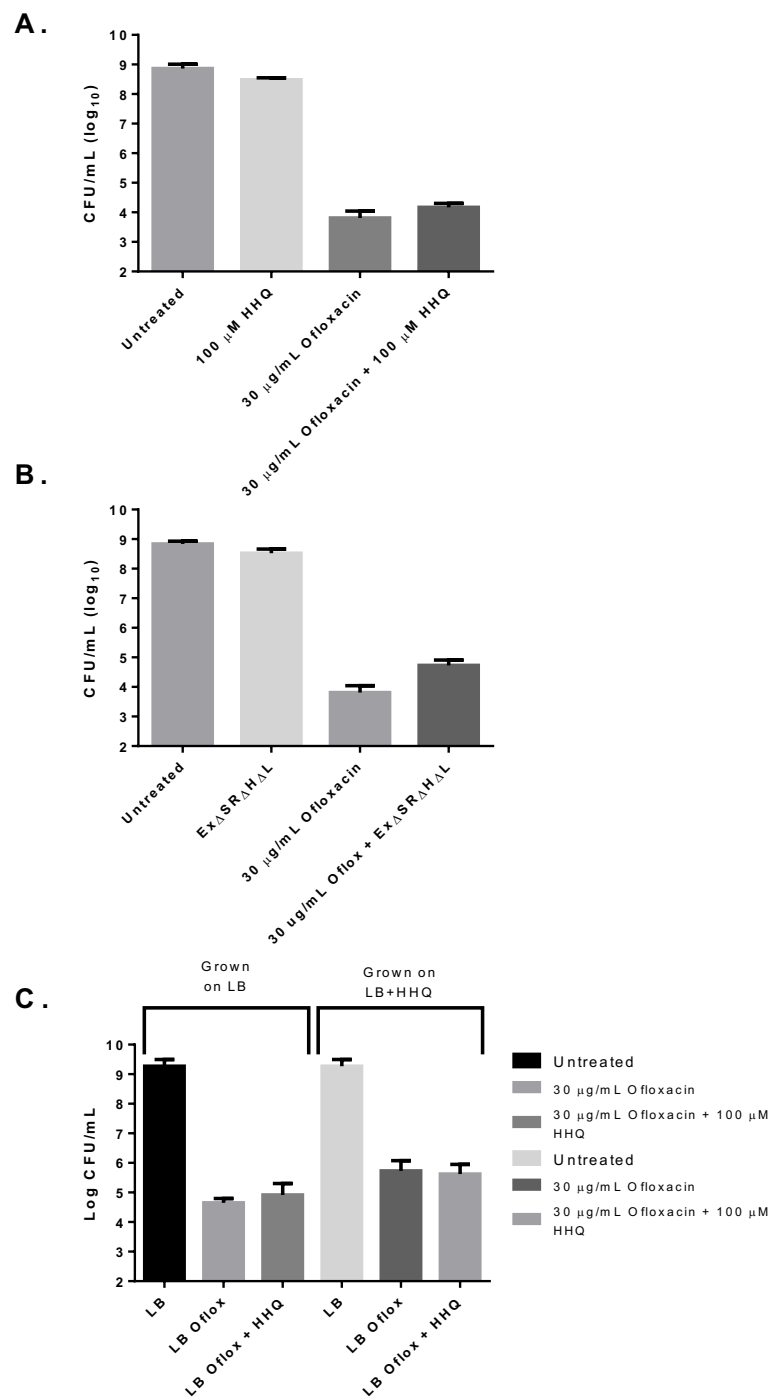 A.
CFU/mL (log10)
10
9
8
7
6
5
4
3
2
Untreated
100 μM HHQ
30 μg/mL Ofloxacin
30 μg/mL Ofloxacin + 100 μM HHQ
B.
CFU/mL (log10)
10
9
8
7
6
5
4
3
2
Untreated
ExΔSRΔHΔL
30 μg/mL Ofloxacin
30 ug/mL Oflox + ExΔSRΔHΔL
C.
Grown
on LB
Grown on
LB+HHQ
Log CFU/mL
10
9
8
7
6
5
4
3
2
LB
LB Oflox
LB Oflox + HHQ
LB
LB Oflox
LB Oflox + HHQ
Untreated
30 μg/mL Ofloxacin
30 μg/mL Ofloxacin + 100 μM
HHQ
Untreated
30 μg/mL Ofloxacin
30 μg/mL Ofloxacin + 100 μM
HHQ